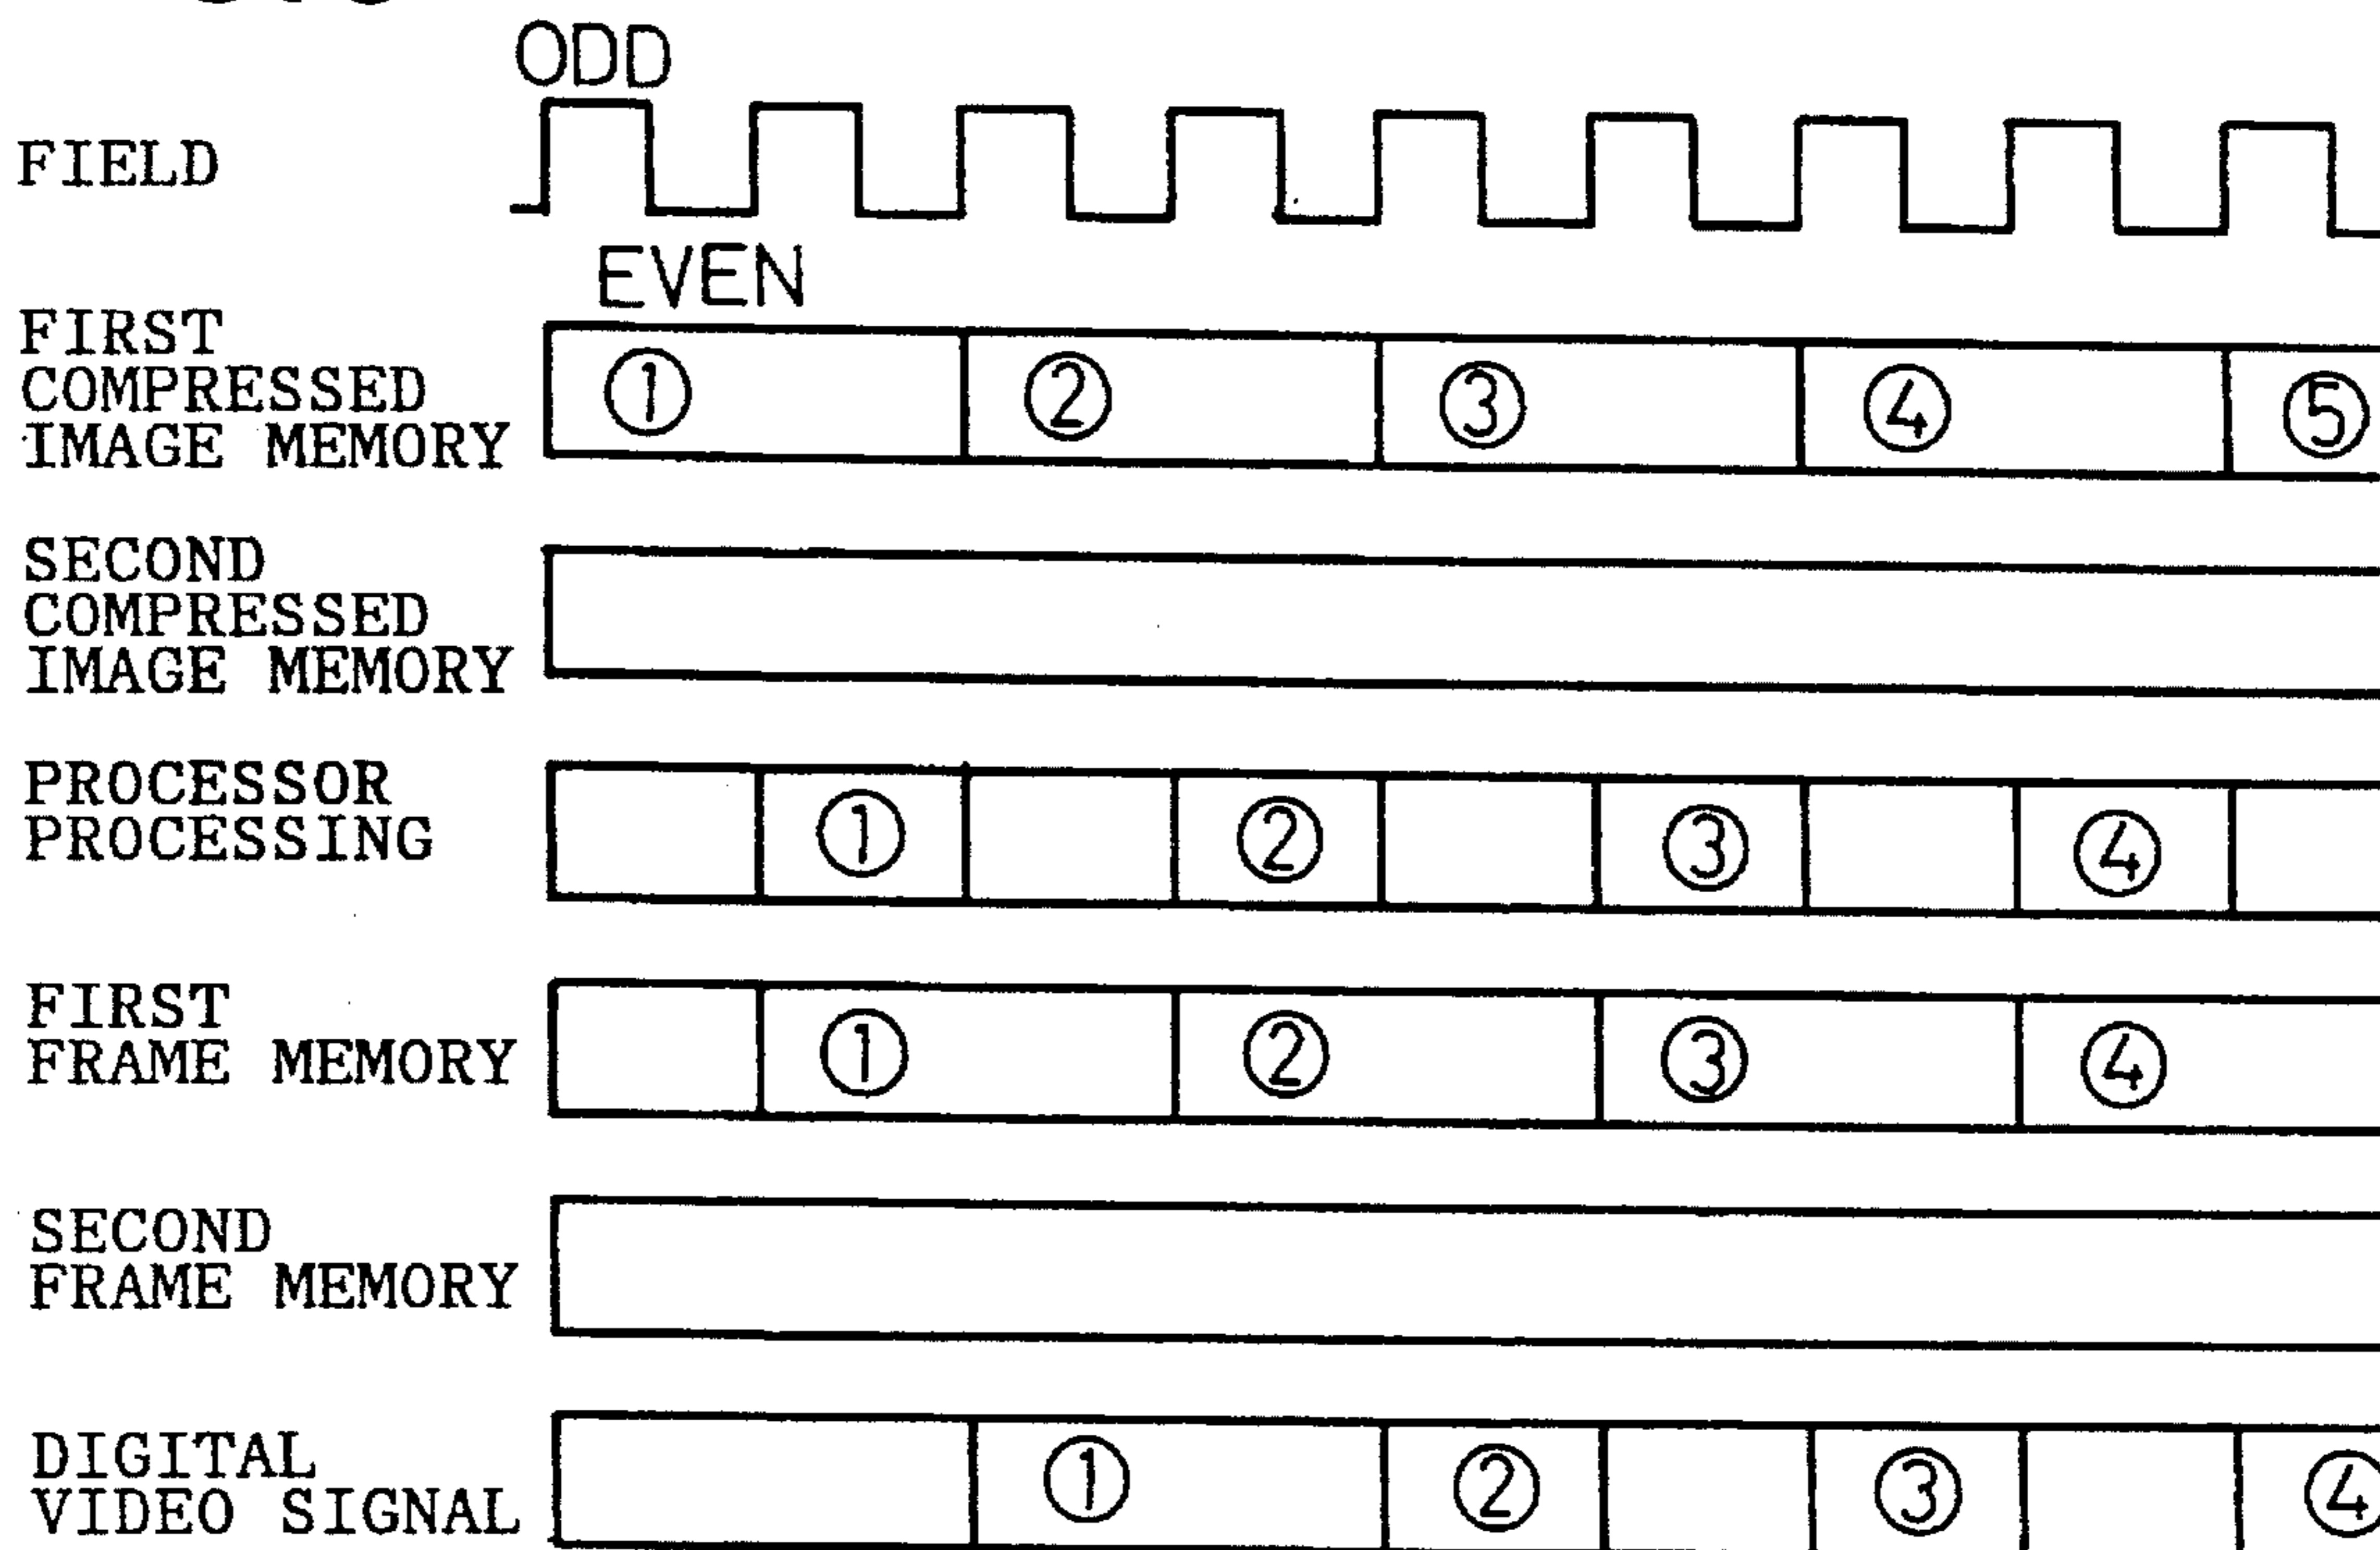 ODD
FIELD
EVEN
FIRST
COMPRESSED
IMAGE MEMORY
① ② ③ ④ ⑤
SECOND
COMPRESSED
IMAGE MEMORY
PROCESSOR
PROCESSING
① ② ③ ④
FIRST
FRAME MEMORY
① ② ③ ④
SECOND
FRAME MEMORY
DIGITAL
VIDEO SIGNAL
① ② ③ ④